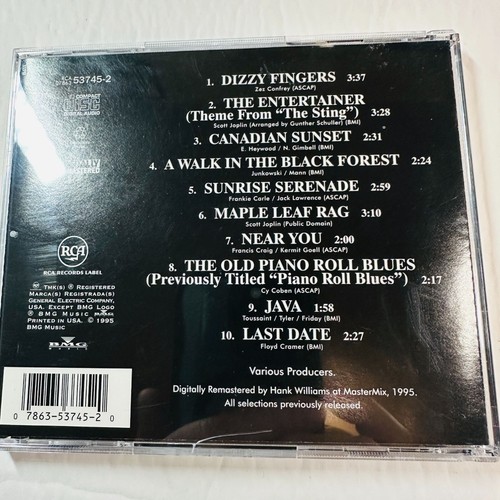 53745-2
COMPACT
disc
DIGITAL AUDIO
1. DIZZY FINGERS 3:37
Zez Confrey (ASCAP)
2. THE ENTERTAINER
(Theme From “The Sting”) 3:28
Scott Joplin (Arranged by Gunther Schuller) (BMI)
3. CANADIAN SUNSET 2:31
E. Heywood / N. Gimbell (BMI)
4. A WALK IN THE BLACK FOREST 2:24
Junkowski / Mann (BMI)
5. SUNRISE SERENADE 2:59
Frankie Carle / Jack Lawrence (ASCAP)
6. MAPLE LEAF RAG 3:10
Scott Joplin (Public Domain)
7. NEAR YOU 2:00
Francis Craig / Kermit Goell (ASCAP)
8. THE OLD PIANO ROLL BLUES
(Previously Titled “Piano Roll Blues”) 2:17
Cy Coben (ASCAP)
9. JAVA 1:58
Toussaint / Tyler / Friday (BMI)
10. LAST DATE 2:27
Floyd Cramer (BMI)
Various Producers.
Digitally Remastered by Hank Williams at MasterMix, 1995.
All selections previously released.
RCA
RCA RECORDS LABEL
TMK(S) ® REGISTERED
MARCA(S) REGISTRADA(S)
GENERAL ELECTRIC COMPANY,
USA, EXCEPT BMG LOGO
® BMG MUSIC
PRINTED IN USA. © 1995
BMG MUSIC
BMG
0 7863-53745-2 0